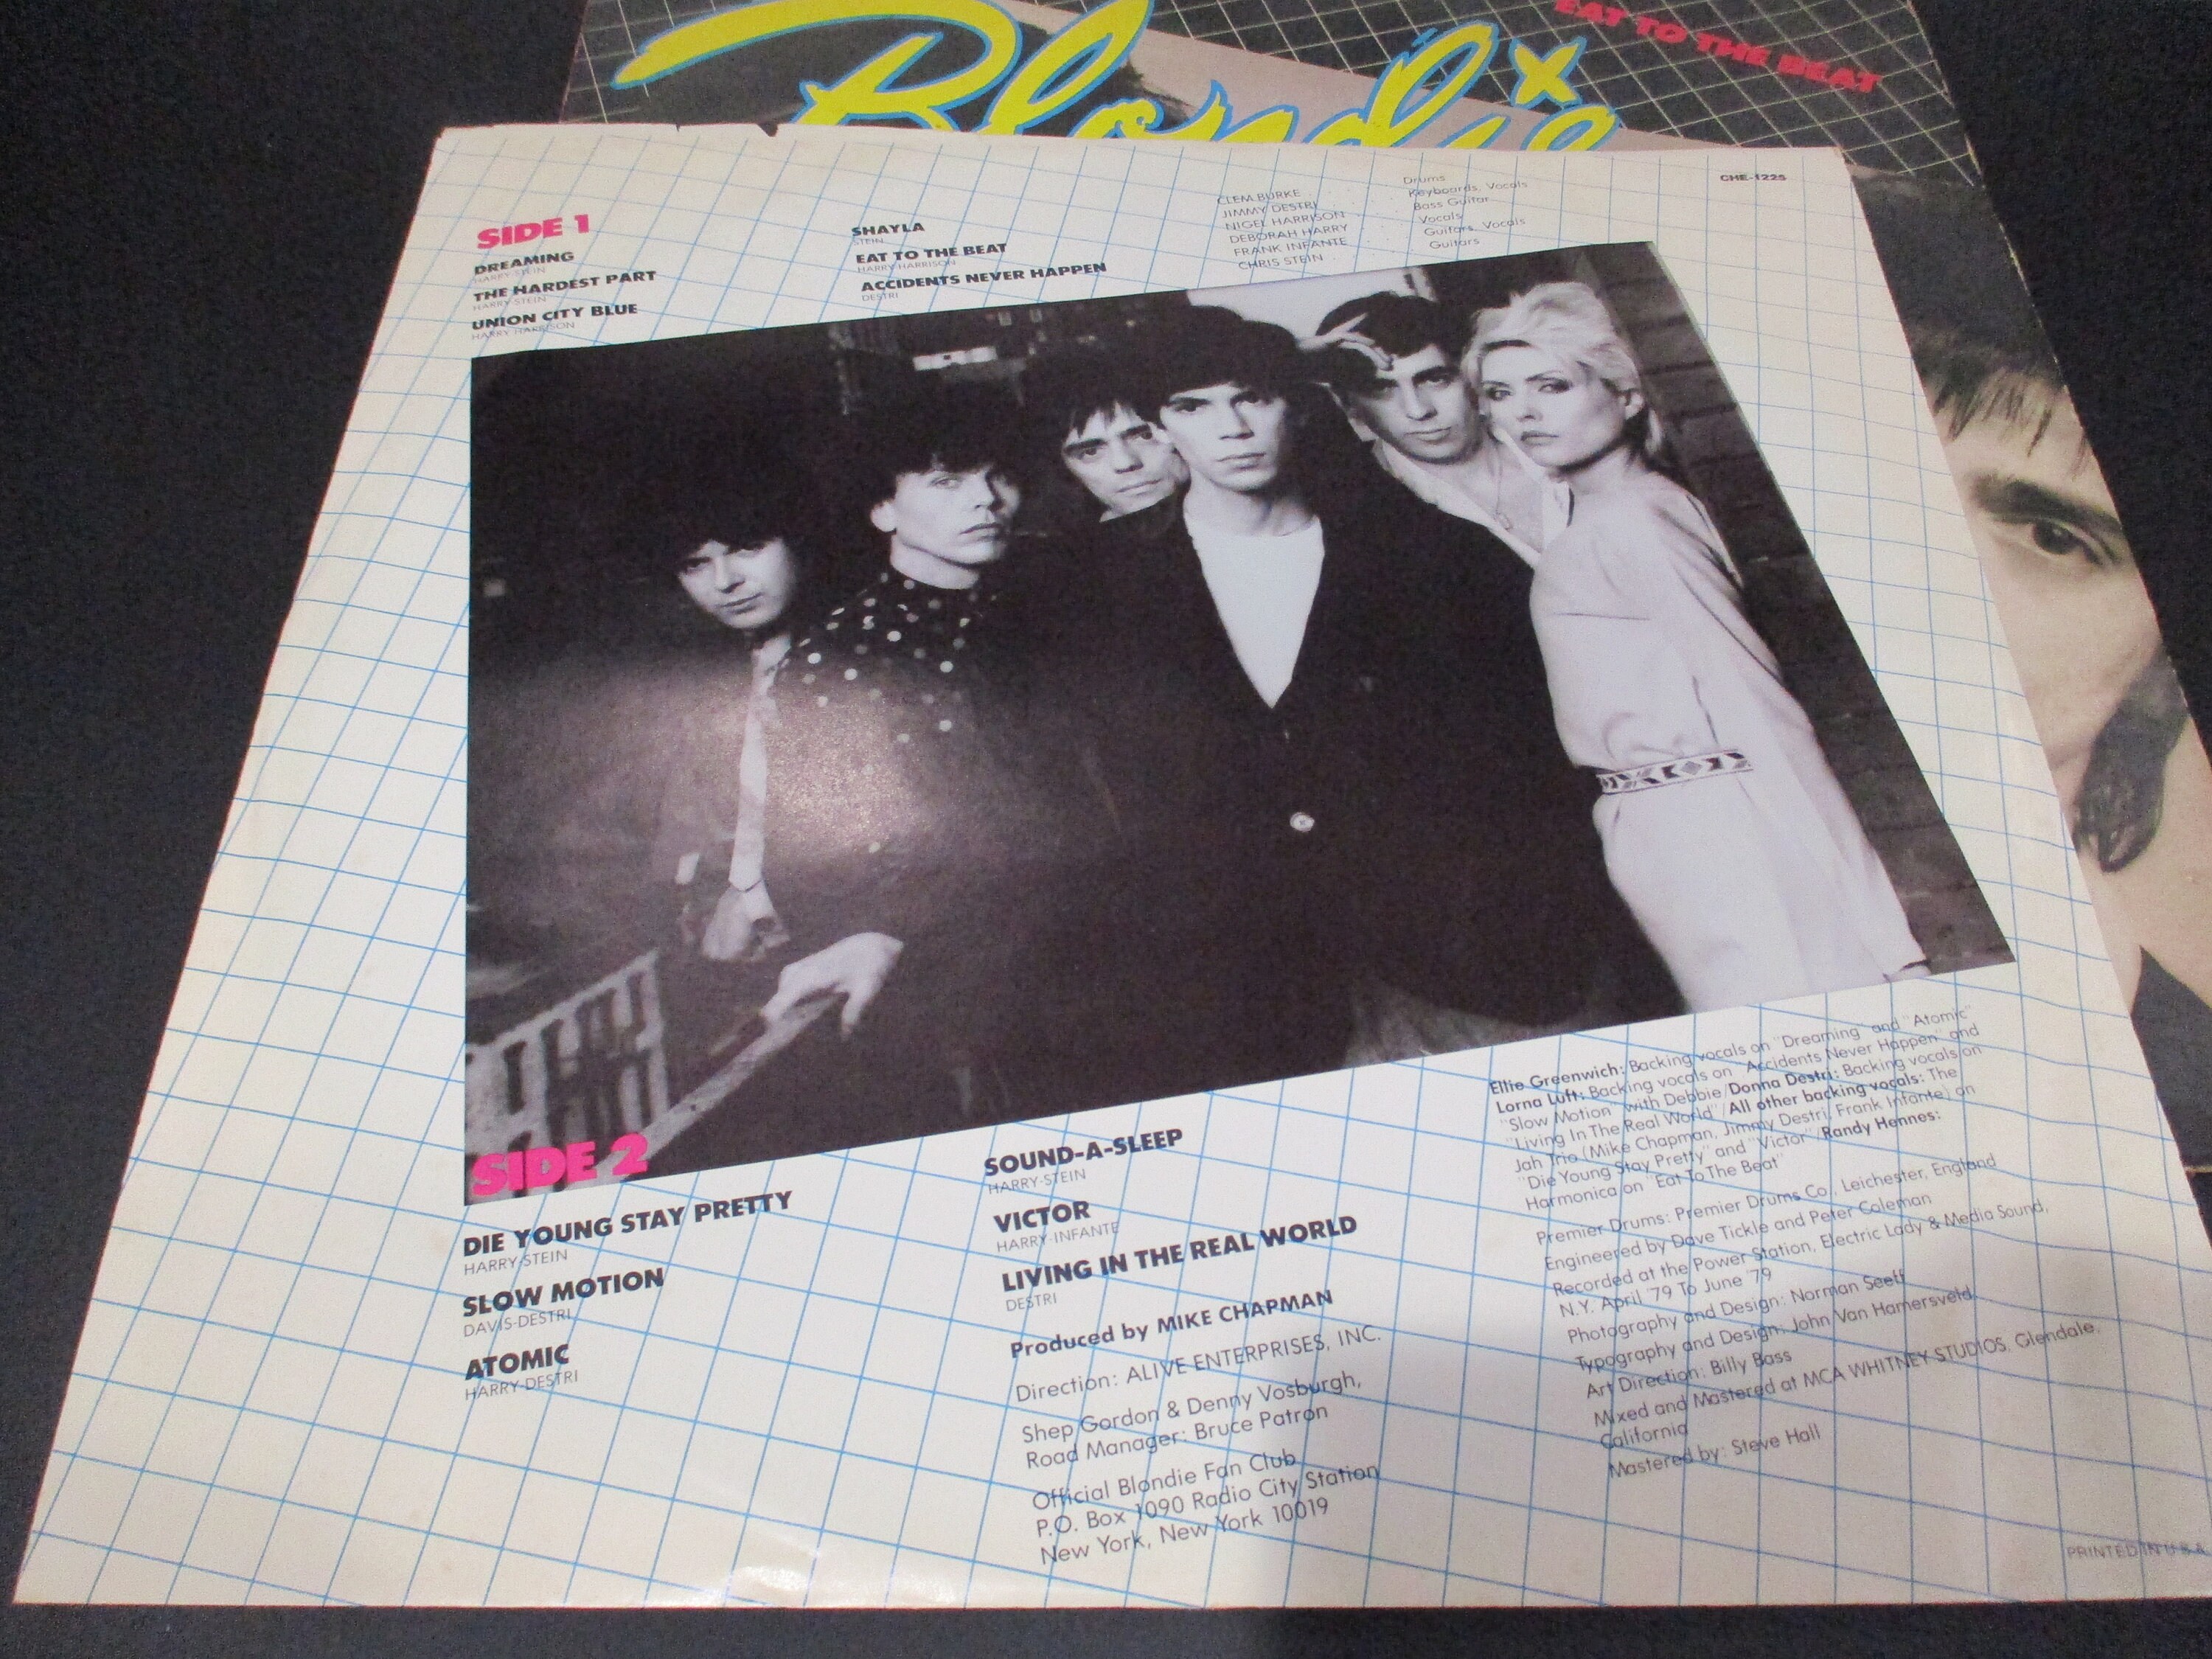 Blondie
EAT TO THE BEAT
CHE-1225
SIDE 1
DREAMING
HARRY-STEIN
THE HARDEST PART
HARRY-STEIN
UNION CITY BLUE
HARRY-HARRISON
SHAYLA
STEIN
EAT TO THE BEAT
HARRY-HARRISON
ACCIDENTS NEVER HAPPEN
DESTRI
CLEM BURKE Drums
JIMMY DESTRI Keyboards, Vocals
NIGEL HARRISON Bass Guitar
DEBORAH HARRY Vocals
FRANK INFANTE Guitars, Vocals
CHRIS STEIN Guitars
SIDE 2
DIE YOUNG STAY PRETTY
HARRY-STEIN
SLOW MOTION
DAVIS-DESTRI
ATOMIC
HARRY-DESTRI
SOUND-A-SLEEP
HARRY-STEIN
VICTOR
HARRY-INFANTE
LIVING IN THE REAL WORLD
DESTRI
Produced by MIKE CHAPMAN
Direction: ALIVE ENTERPRISES, INC.
Shep Gordon & Denny Vosburgh,
Road Manager: Bruce Patron
Official Blondie Fan Club
P.O. Box 1090 Radio City Station
New York, New York 10019
Ellie Greenwich: Backing vocals on "Dreaming" and "Atomic"
Lorna Luft: Backing vocals on "Accidents Never Happen" and
"Slow Motion" with Debbie/Donna Destri: Backing vocals on
"Living In The Real World"/All other backing vocals: The
Jah Trio (Mike Chapman, Jimmy Destri, Frank Infante) on
"Die Young Stay Pretty" and "Victor"/Randy Hennes:
Harmonica on "Eat To The Beat"
Premier Drums: Premier Drums Co., Leichester, England
Engineered by Dave Tickle and Peter Coleman
Recorded at the Power Station, Electric Lady & Media Sound,
N.Y. April '79 To June '79
Photography and Design: Norman Seeff
Typography and Design: John Van Hamersveld
Art Direction: Billy Bass
Mixed and Mastered at MCA WHITNEY STUDIOS, Glendale,
California
Mastered by: Steve Hall
PRINTED IN U.S.A.